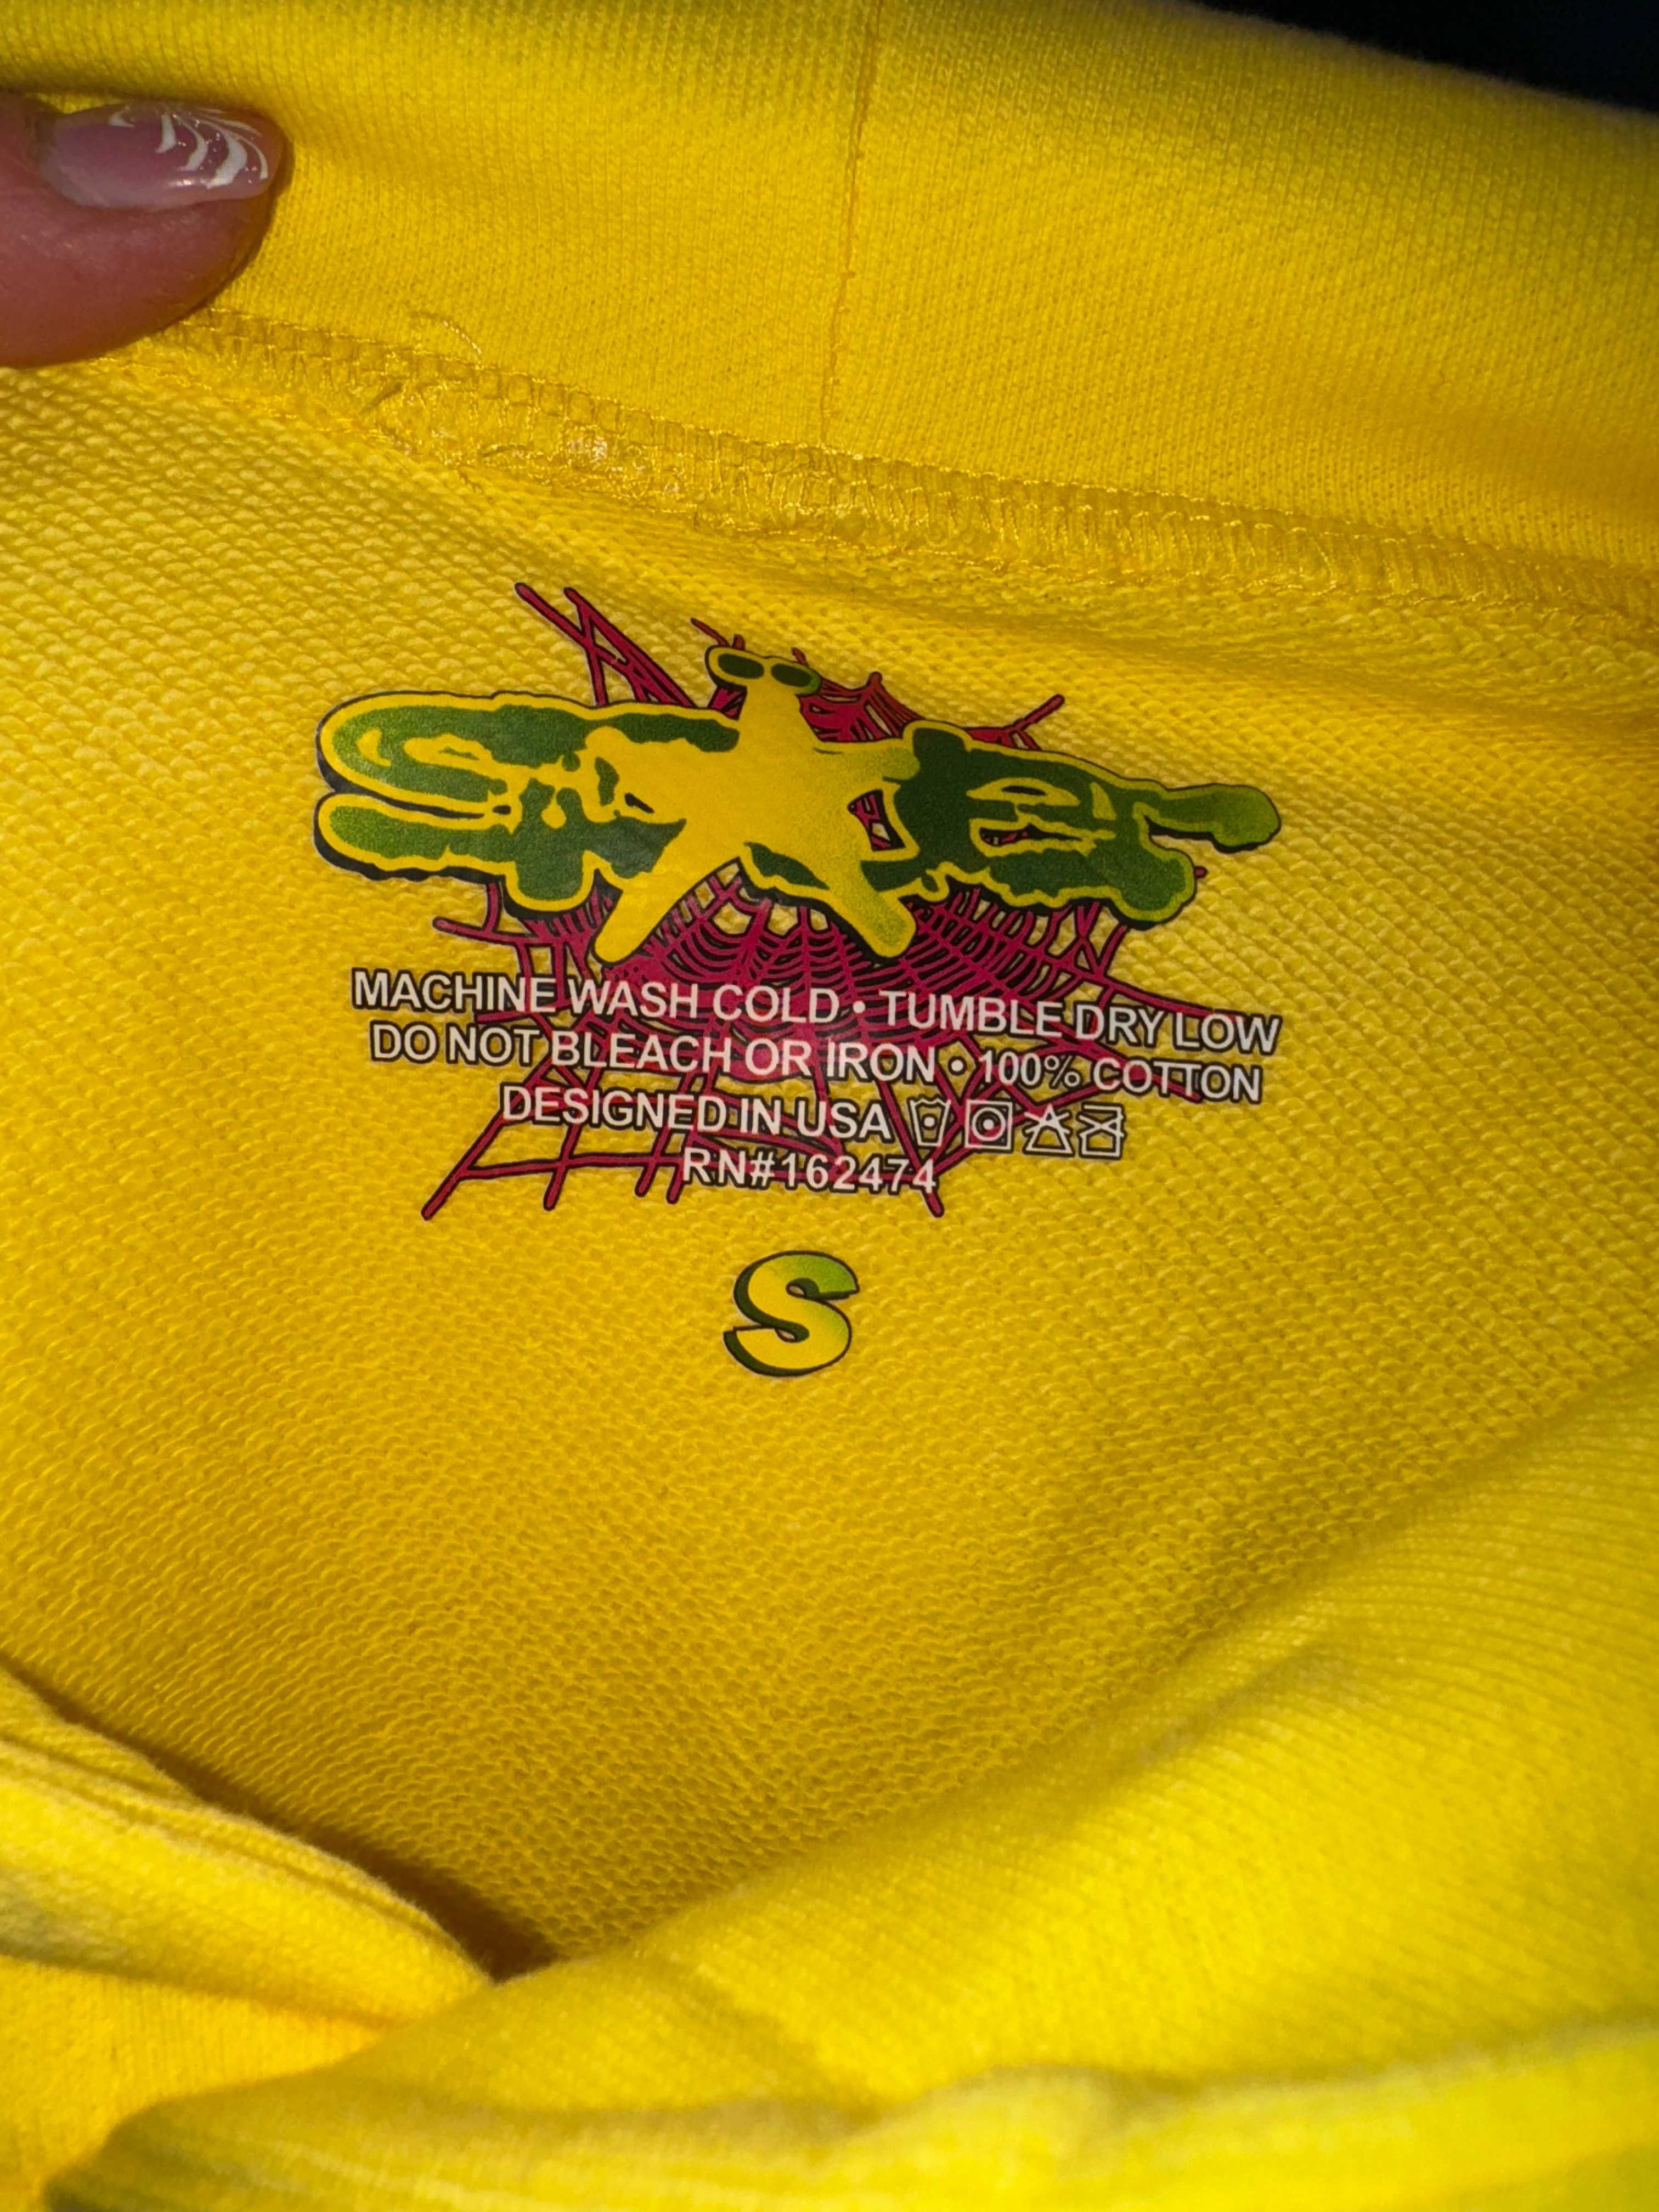 MACHINE WASH COLD • TUMBLE DRY LOW
DO NOT BLEACH OR IRON • 100% COTTON
DESIGNED IN USA
RN#162474
S